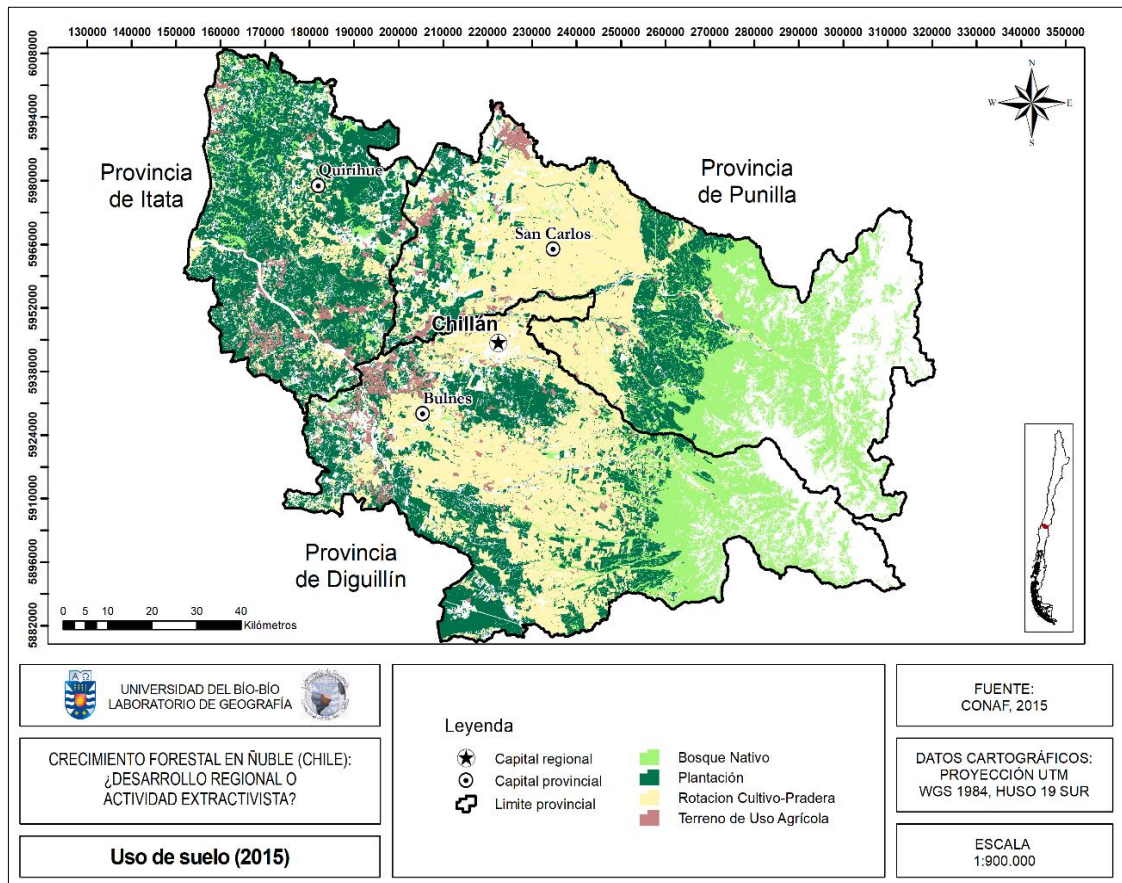 130000 140000 150000 160000 170000 180000 190000 200000 210000 220000 230000 240000 250000 260000 270000 280000 290000 300000 310000 320000 330000 340000 350000
6008000
5994000
5980000
5966000
5952000
5938000
5924000
5910000
5896000
5882000
N
W E
S
Provincia
de Itata
Quirihue
Provincia
de Punilla
San Carlos
Chillán
Bulnes
Provincia
de Diguillín
0 5 10 20 30 40
Kilómetros
UNIVERSIDAD DEL BÍO-BÍO
LABORATORIO DE GEOGRAFÍA
CRECIMIENTO FORESTAL EN ÑUBLE (CHILE):
¿DESARROLLO REGIONAL O
ACTIVIDAD EXTRACTIVISTA?
Uso de suelo (2015)
Leyenda
Capital regional
Capital provincial
Limite provincial
Bosque Nativo
Plantación
Rotacion Cultivo-Pradera
Terreno de Uso Agrícola
FUENTE:
CONAF, 2015
DATOS CARTOGRÁFICOS:
PROYECCIÓN UTM
WGS 1984, HUSO 19 SUR
ESCALA
1:900.000